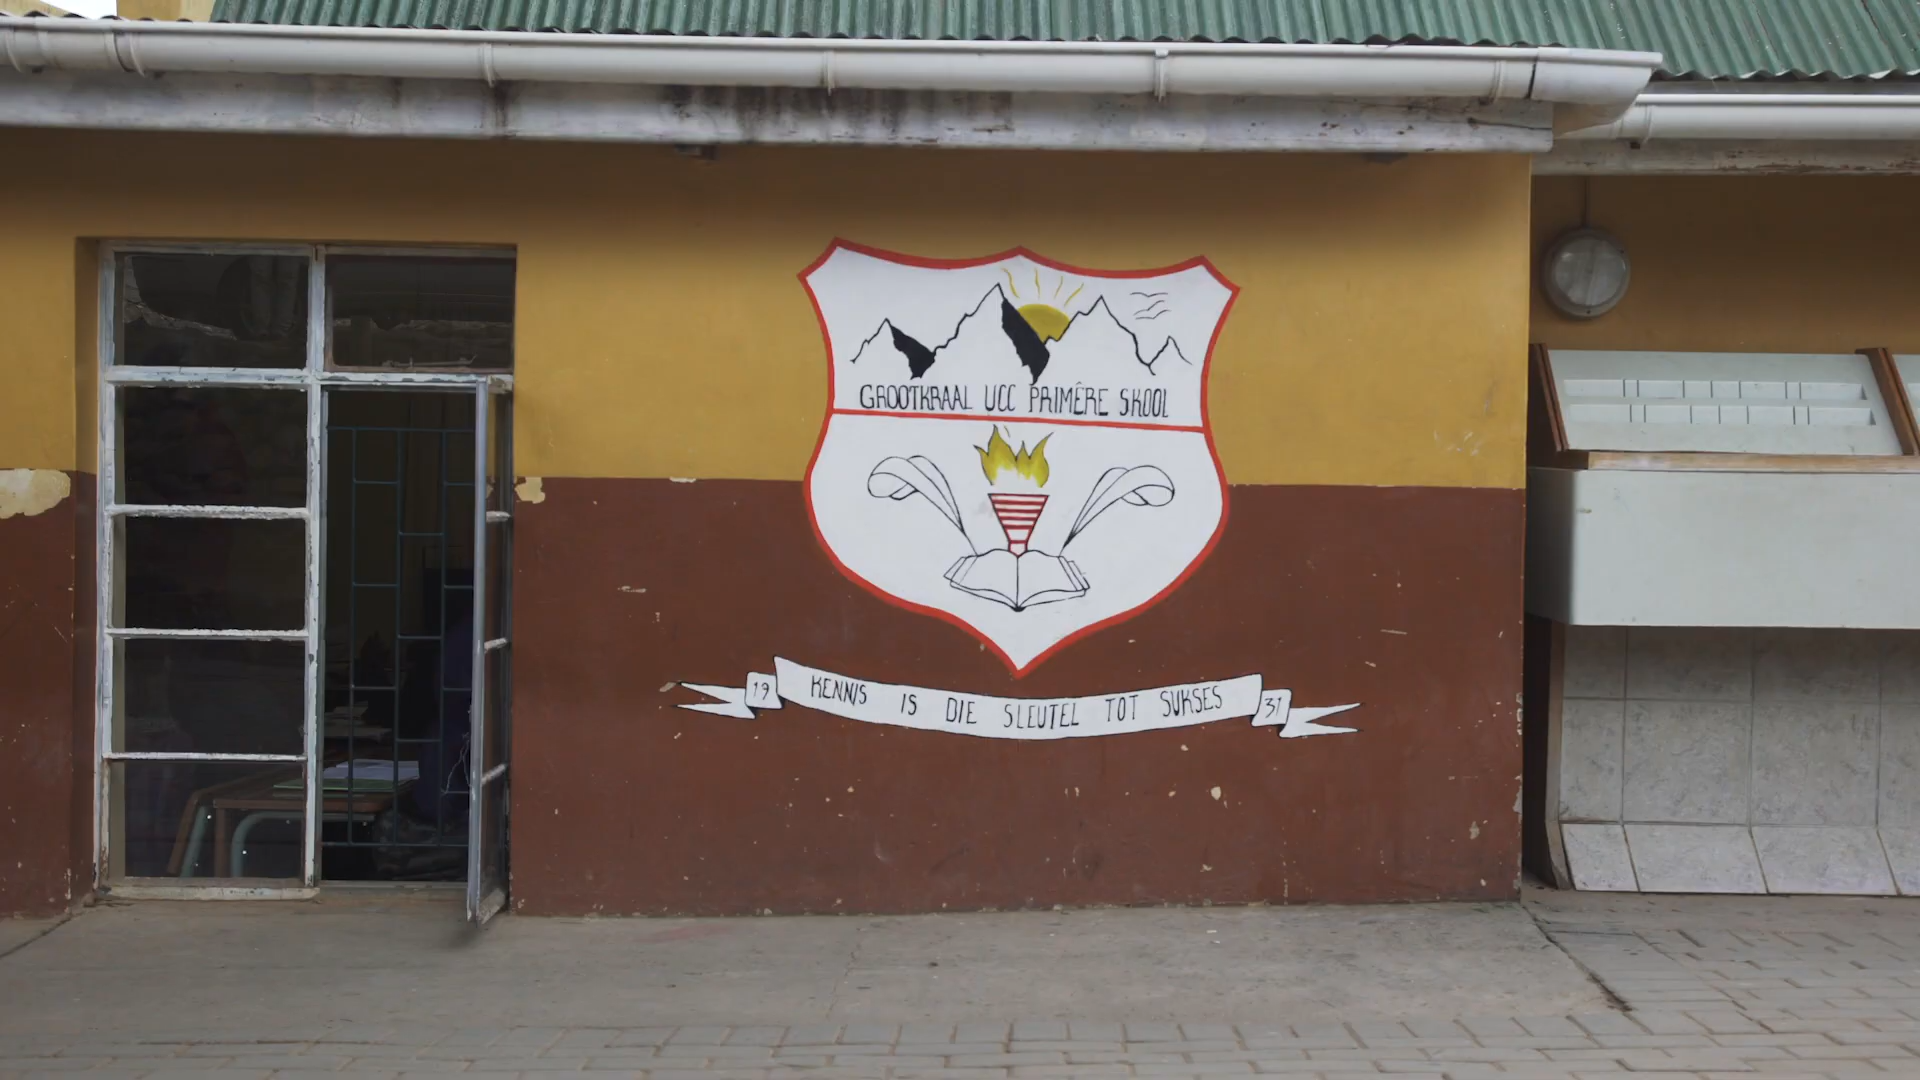 GROOTKRAAL UCC PRIMÊRE SKOOL
19 KENNIS IS DIE SLEUTEL TOT SUKSES 31